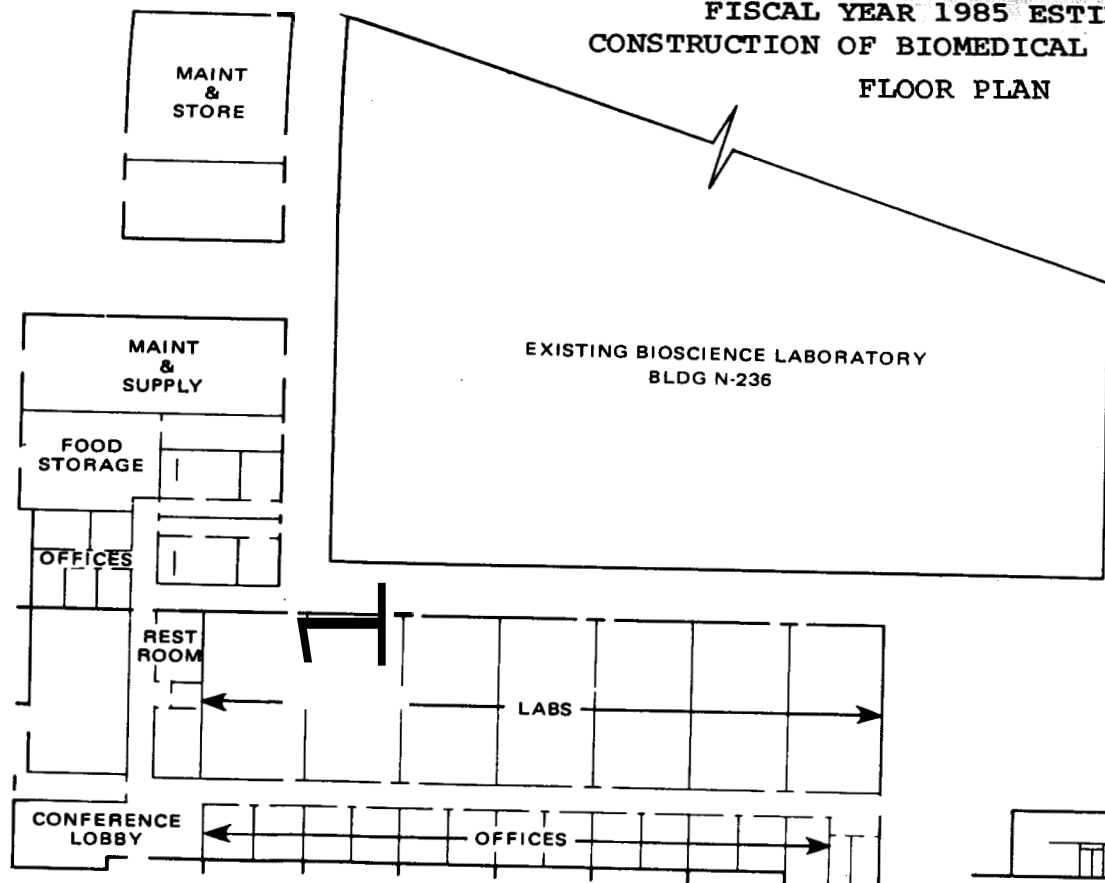 FISCAL YEAR 1985
CONSTRUCTION OF BIOMEDICAL
FLOOR PLAN
MAINT
&
STORE
EXISTING BIOSCIENCE LABORATORY
BLDG N-236
MAINT
&
SUPPLY
FOOD
STORAGE
OFFICES
REST
ROOM
LABS
CONFERENCE
LOBBY
OFFICES